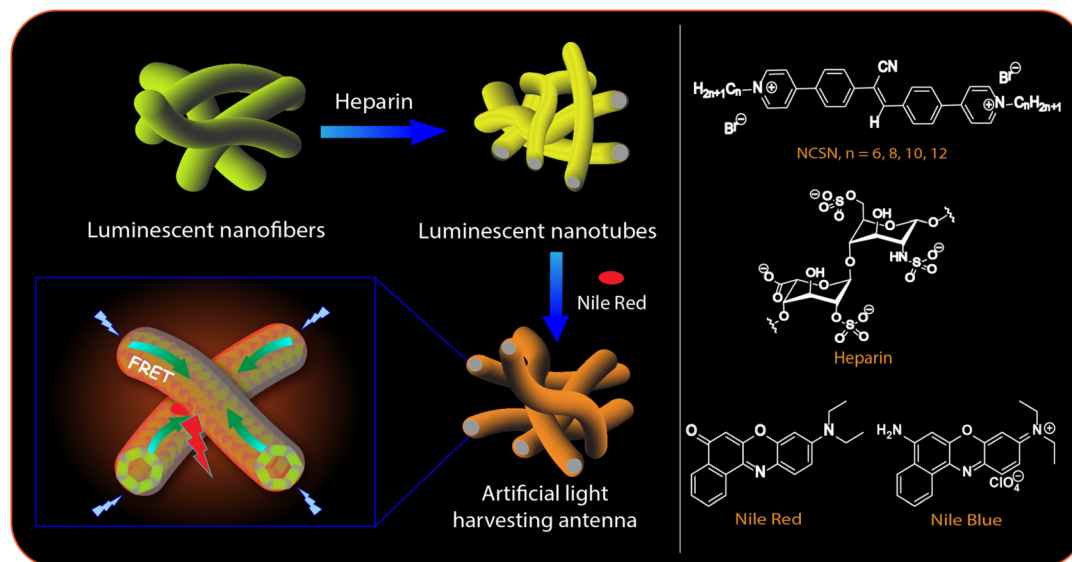 Heparin
Luminescent nanofibers
Luminescent nanotubes
Nile Red
FRET
Artificial light
harvesting antenna
CN
Br⊖
H2n+1Cn
N
⊕
H
N
⊕
CnH2n+1
Br⊖
NCSN, n = 6, 8, 10, 12
⊖O
O
S
O
O
OH
O
O
HN
S
O
O
O⊖
O
⊖O
O
OH
O
O
O
S
O
O
O⊖
Heparin
O
O
N
N
Nile Red
H2N
O
N
⊕
N
ClO4⊖
Nile Blue